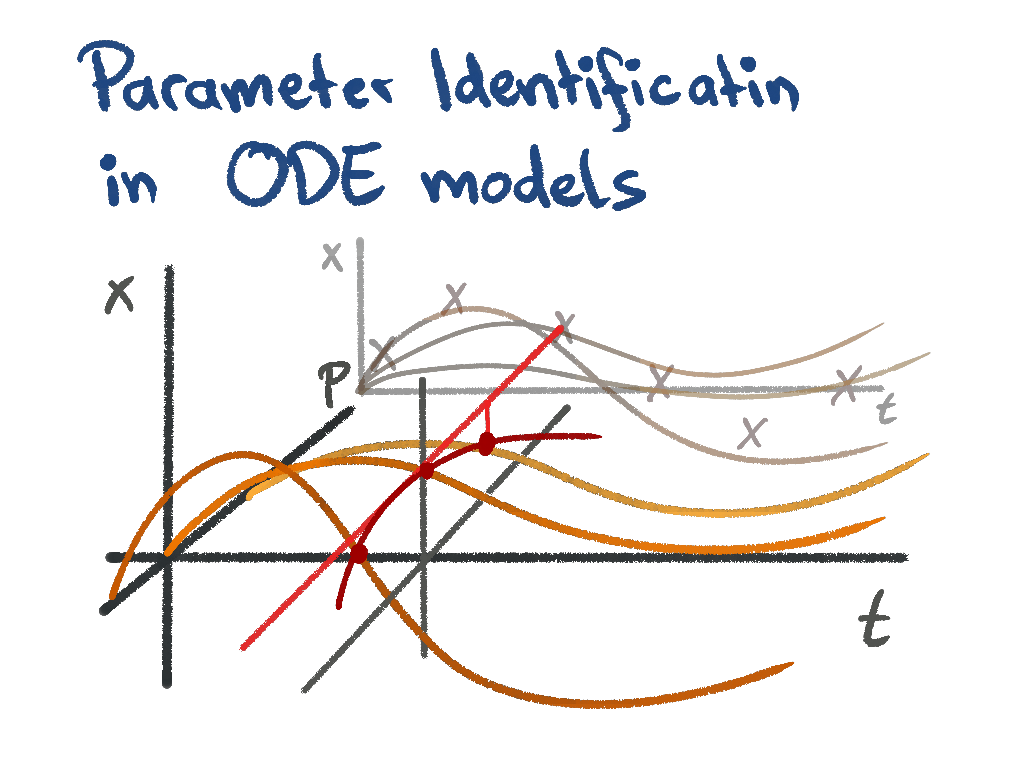 Parameter Identificatin
in ODE models
x
x
P
t
t